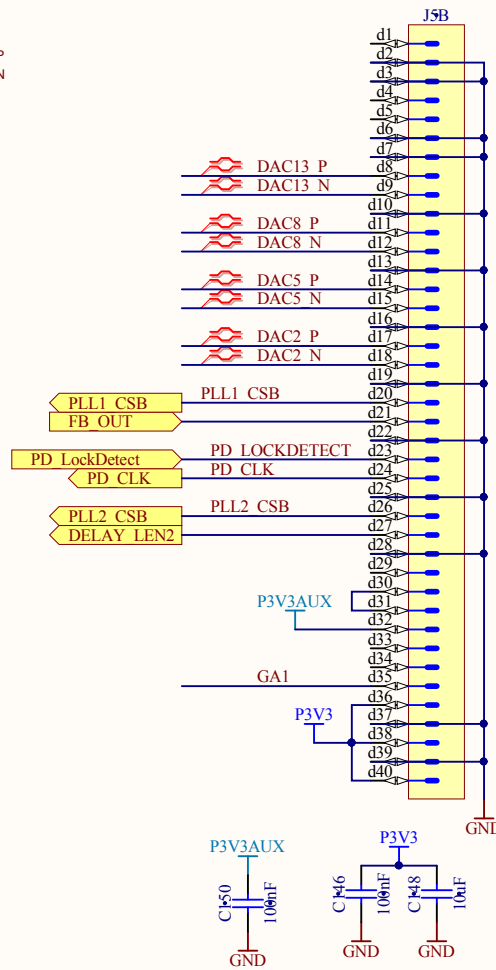 J5B
P
N
d1
d2
d3
d4
d5
d6
d7
DAC13_P d8
DAC13_N d9
d10
DAC8_P d11
DAC8_N d12
d13
DAC5_P d14
DAC5_N d15
d16
DAC2_P d17
DAC2_N d18
d19
PLL1_CSB PLL1_CSB d20
FB_OUT d21
d22
PD_LockDetect PD_LOCKDETECT d23
PD_CLK PD_CLK d24
d25
PLL2_CSB PLL2_CSB d26
DELAY_LEN2 d27
d28
d29
d30
P3V3AUX d31
d32
d33
d34
GA1 d35
d36
P3V3 d37
d38
d39
d40
GND
P3V3AUX
C150
100nF
GND
P3V3
C146
100nF
C148
10uF
GND
GND